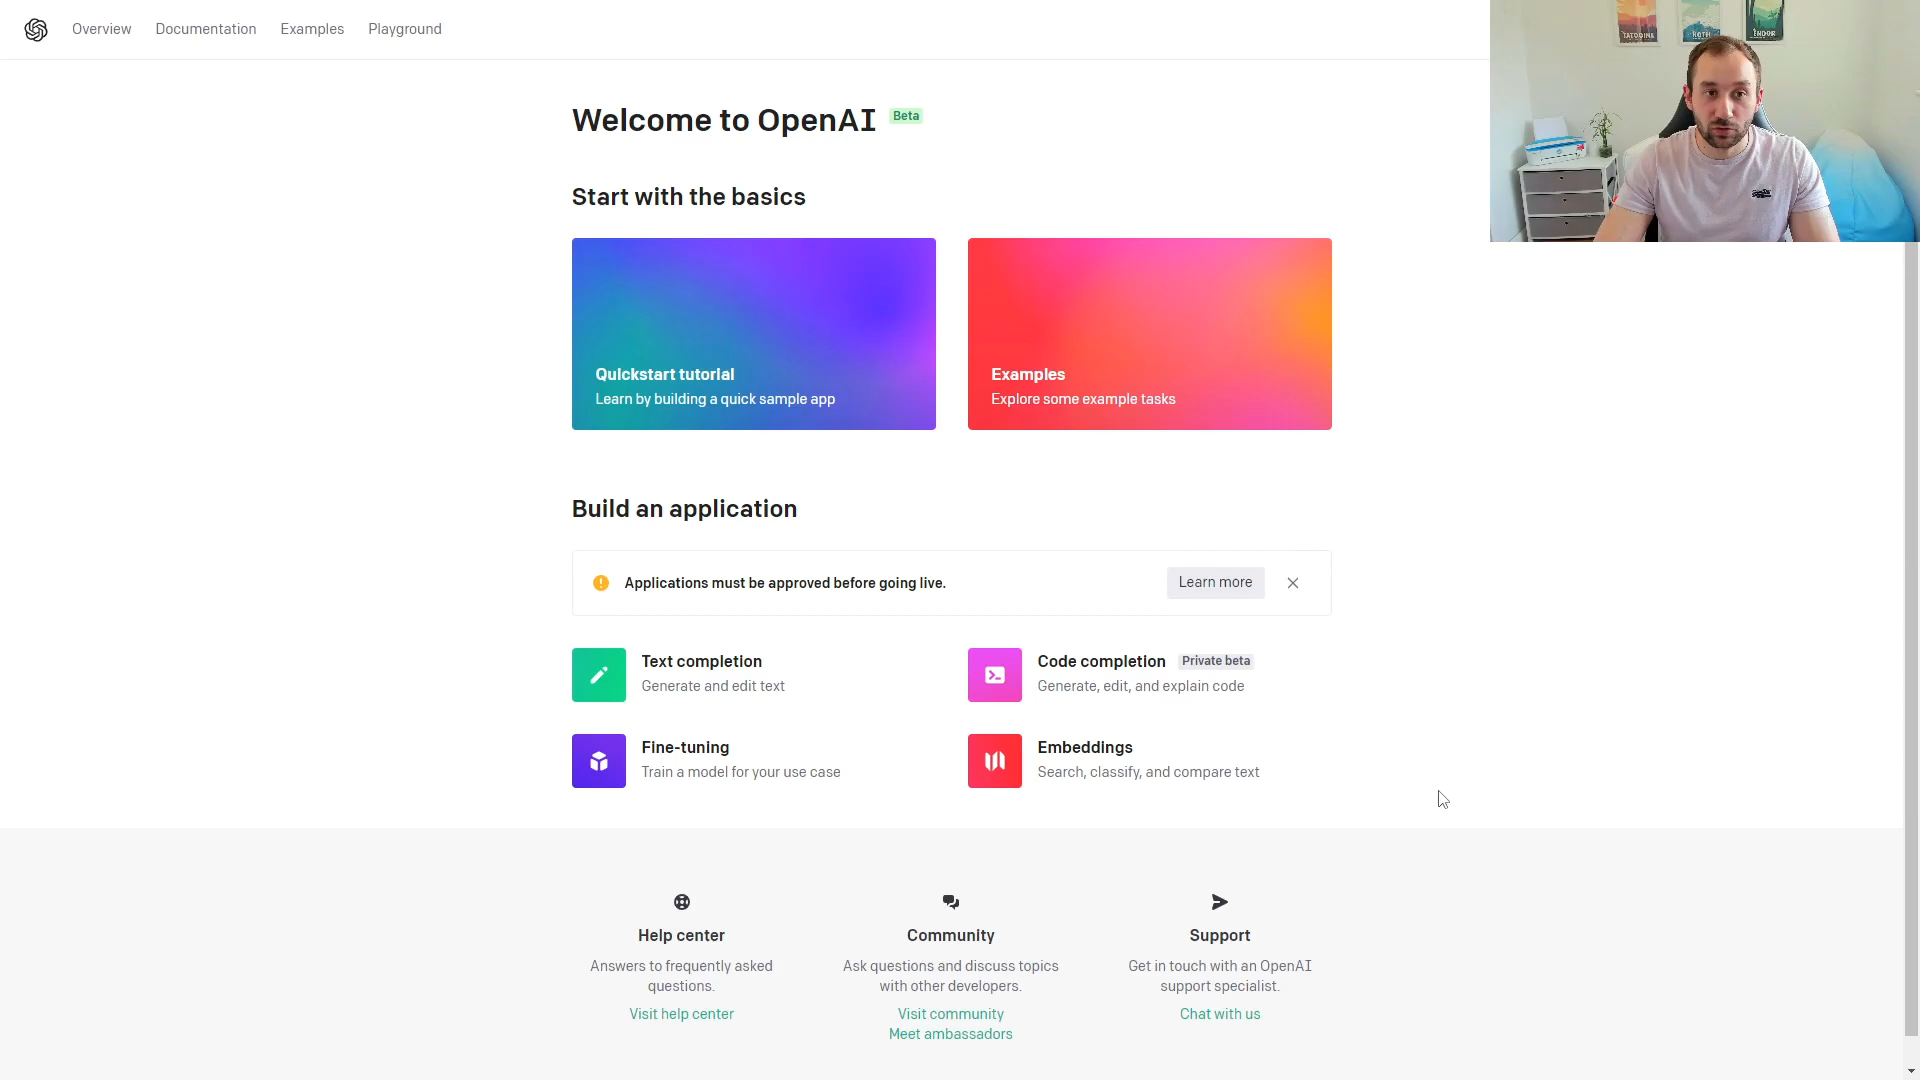 Overview Documentation Examples Playground
TATOOINE HOTH ENDOR
Welcome to OpenAI Beta
Start with the basics
Quickstart tutorial
Learn by building a quick sample app
Examples
Explore some example tasks
Build an application
Applications must be approved before going live. Learn more
Text completion
Generate and edit text
Code completion Private beta
Generate, edit, and explain code
Fine-tuning
Train a model for your use case
Embeddings
Search, classify, and compare text
Help center
Answers to frequently asked
questions.
Visit help center
Community
Ask questions and discuss topics
with other developers.
Visit community
Meet ambassadors
Support
Get in touch with an OpenAI
support specialist.
Chat with us